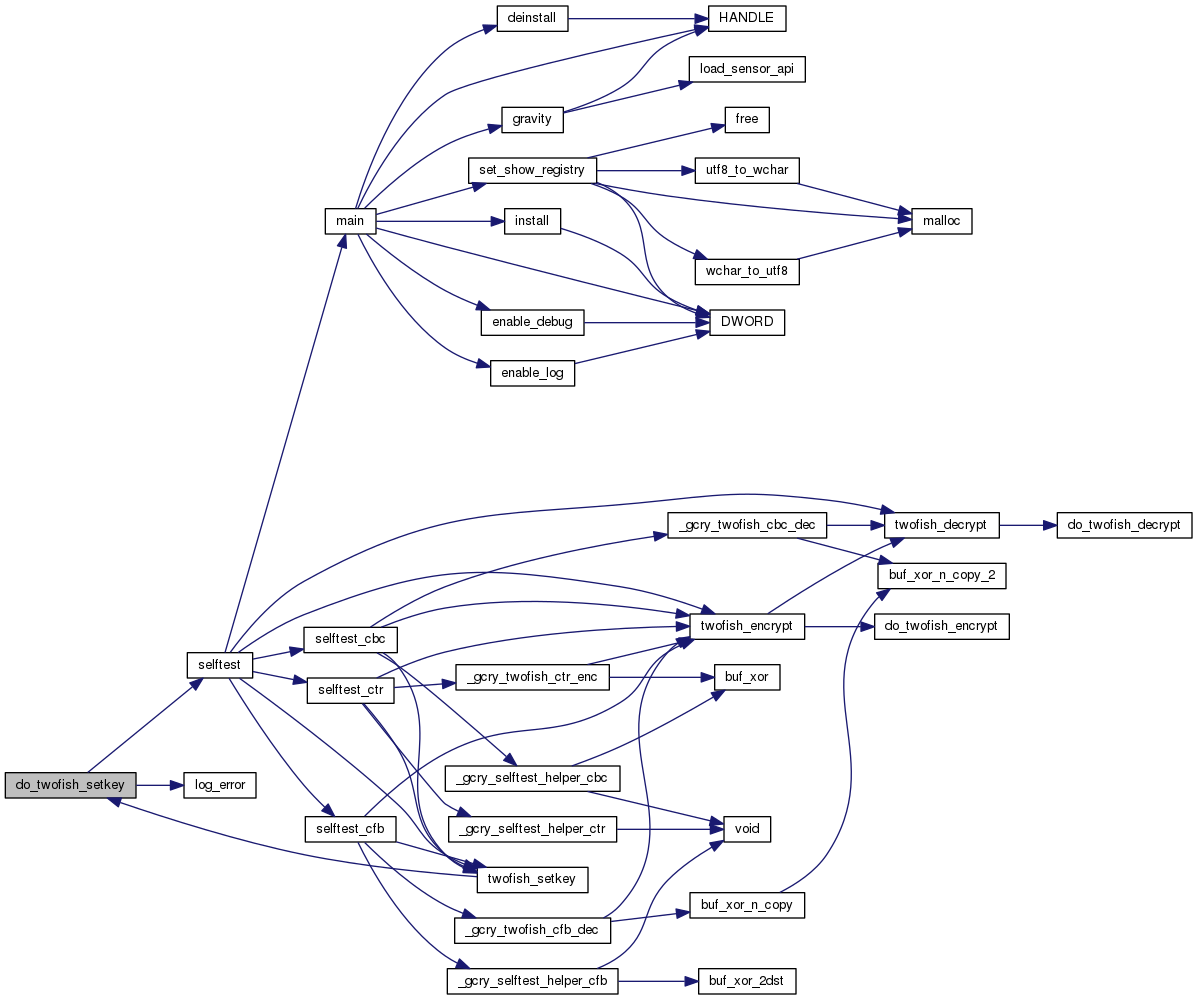 deinstall
HANDLE
load_sensor_api
gravity
free
set_show_registry
utf8_to_wchar
main
install
malloc
wchar_to_utf8
enable_debug
DWORD
enable_log
_gcry_twofish_cbc_dec
twofish_decrypt
do_twofish_decrypt
buf_xor_n_copy_2
selftest_cbc
twofish_encrypt
do_twofish_encrypt
selftest
selftest_ctr
_gcry_twofish_ctr_enc
buf_xor
do_twofish_setkey
log_error
_gcry_selftest_helper_cbc
selftest_cfb
_gcry_selftest_helper_ctr
void
twofish_setkey
buf_xor_n_copy
_gcry_twofish_cfb_dec
_gcry_selftest_helper_cfb
buf_xor_2dst